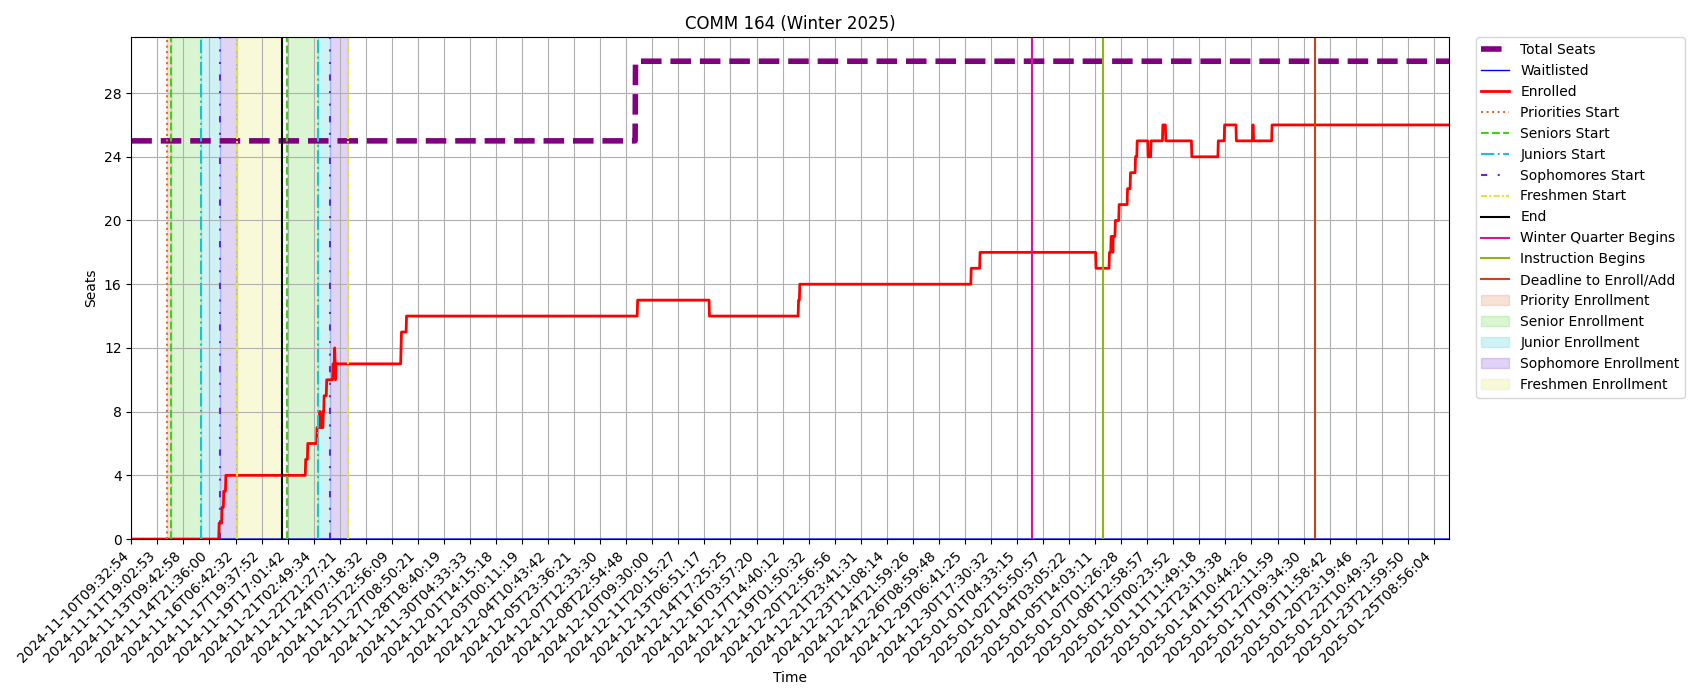 COMM 164 (Winter 2025)
Seats
28
24
20
16
12
8
4
0
2024-11-10T09:32:54
2024-11-11T19:02:53
2024-11-13T09:42:58
2024-11-14T21:36:00
2024-11-16T06:42:32
2024-11-17T19:37:52
2024-11-19T17:01:42
2024-11-21T02:49:34
2024-11-22T21:27:21
2024-11-24T07:18:32
2024-11-25T22:56:09
2024-11-27T08:50:21
2024-11-28T18:40:19
2024-11-30T04:33:33
2024-12-01T14:15:18
2024-12-03T00:11:19
2024-12-04T10:43:42
2024-12-05T23:36:21
2024-12-07T12:33:30
2024-12-08T22:54:48
2024-12-10T09:30:00
2024-12-11T20:15:27
2024-12-13T06:51:17
2024-12-14T17:25:25
2024-12-16T03:57:20
2024-12-17T14:40:12
2024-12-19T01:50:32
2024-12-20T12:56:56
2024-12-21T23:41:31
2024-12-23T11:08:14
2024-12-24T21:59:26
2024-12-26T08:59:48
2024-12-29T06:41:25
2024-12-30T17:30:32
2025-01-01T04:33:15
2025-01-02T15:50:57
2025-01-04T03:05:22
2025-01-05T14:03:11
2025-01-07T01:26:28
2025-01-08T12:58:57
2025-01-10T00:23:52
2025-01-11T11:49:18
2025-01-12T23:13:38
2025-01-14T10:44:26
2025-01-15T22:11:59
2025-01-17T09:34:30
2025-01-19T11:58:42
2025-01-20T23:19:46
2025-01-22T10:49:32
2025-01-23T21:59:50
2025-01-25T08:56:04
Time
Total Seats
Waitlisted
Enrolled
Priorities Start
Seniors Start
Juniors Start
Sophomores Start
Freshmen Start
End
Winter Quarter Begins
Instruction Begins
Deadline to Enroll/Add
Priority Enrollment
Senior Enrollment
Junior Enrollment
Sophomore Enrollment
Freshmen Enrollment